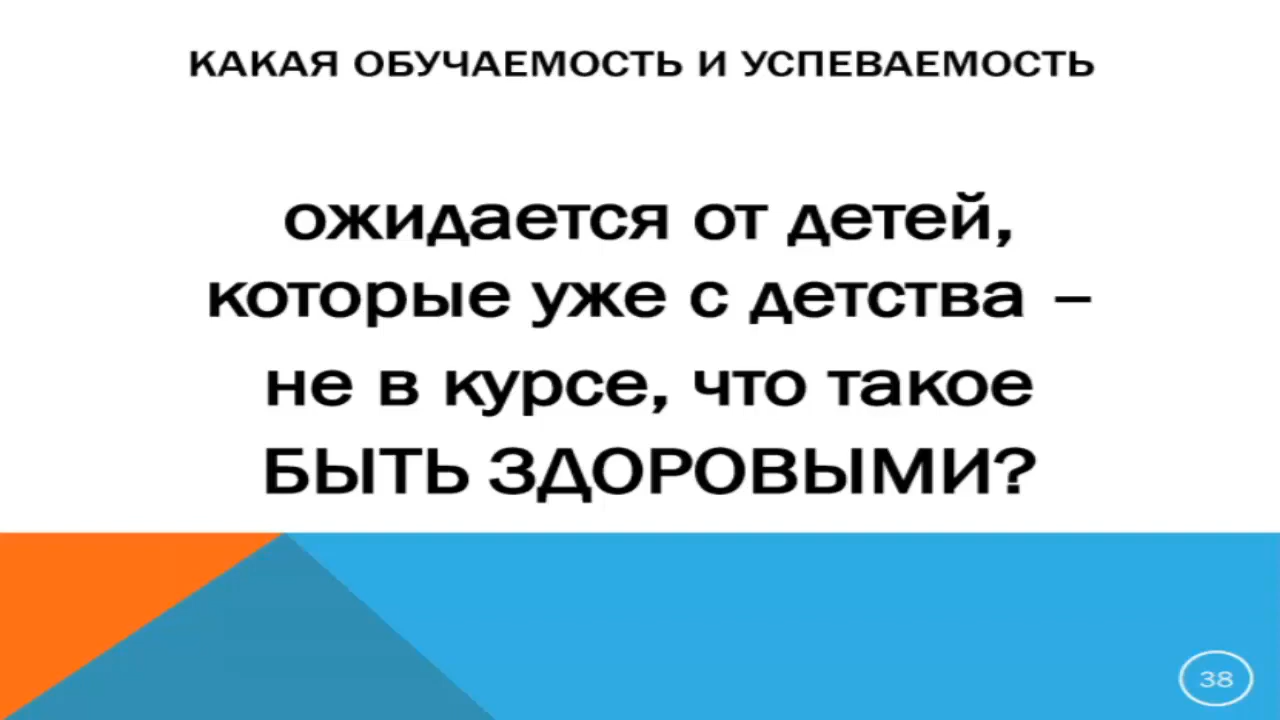 КАКАЯ ОБУЧАЕМОСТЬ И УСПЕВАЕМОСТЬ
ожидается от детей,
которые уже с детства –
не в курсе, что такое
БЫТЬ ЗДОРОВЫМИ?
38